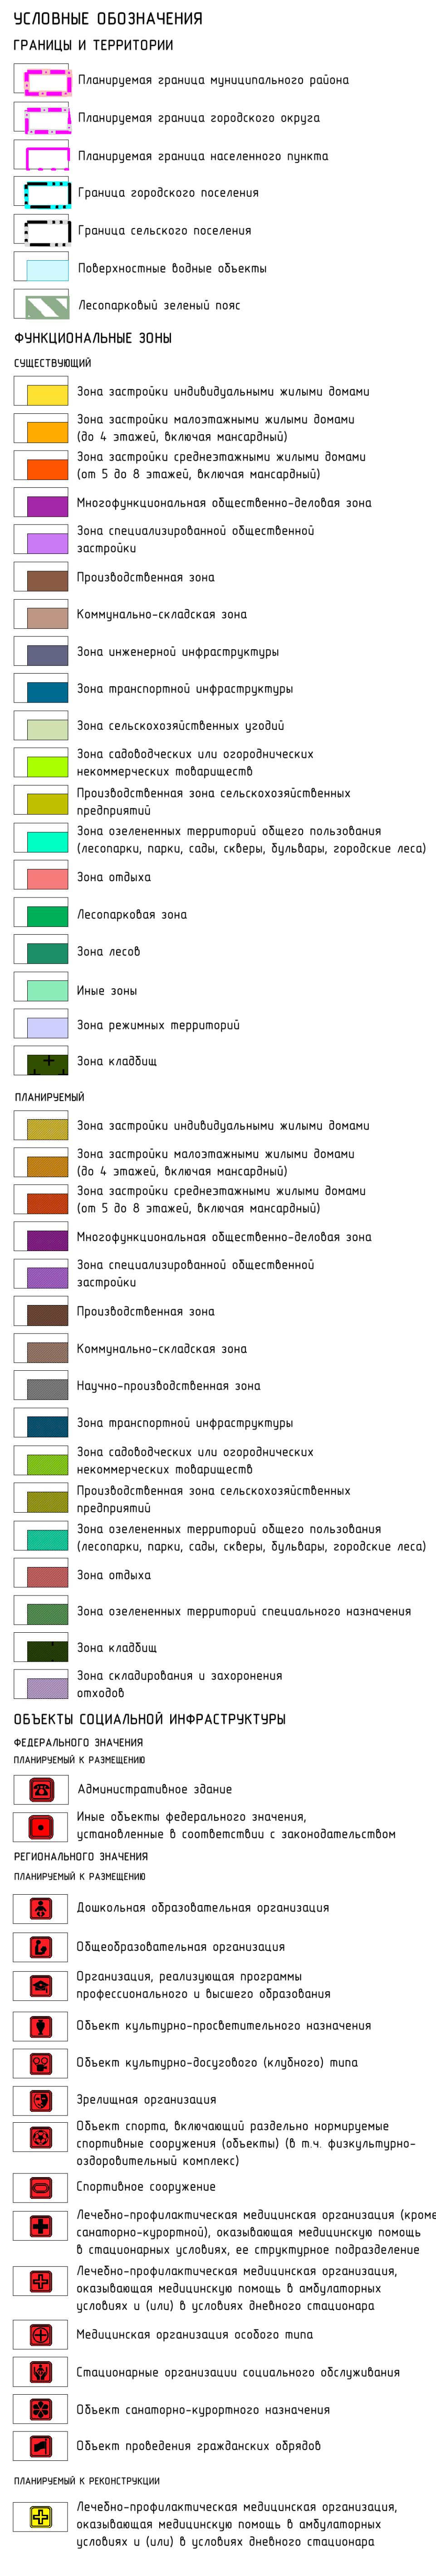 УСЛОВНЫЕ ОБОЗНАЧЕНИЯ
ГРАНИЦЫ И ТЕРРИТОРИИ
Планируемая граница муниципального района
Планируемая граница городского округа
Планируемая граница населенного пункта
Граница городского поселения
Граница сельского поселения
Поверхностные водные объекты
Лесопарковый зеленый пояс
ФУНКЦИОНАЛЬНЫЕ ЗОНЫ
СУЩЕСТВУЮЩИЙ
Зона застройки индивидуальными жилыми домами
Зона застройки малоэтажными жилыми домами
(до 4 этажей, включая мансардный)
Зона застройки среднеэтажными жилыми домами
(от 5 до 8 этажей, включая мансардный)
Многофункциональная общественно-деловая зона
Зона специализированной общественной
застройки
Производственная зона
Коммунально-складская зона
Зона инженерной инфраструктуры
Зона транспортной инфраструктуры
Зона сельскохозяйственных угодий
Зона садоводческих или огороднических
некоммерческих товариществ
Производственная зона сельскохозяйственных
предприятий
Зона озелененных территорий общего пользования
(лесопарки, парки, сады, скверы, бульвары, городские леса)
Зона отдыха
Лесопарковая зона
Зона лесов
Иные зоны
Зона режимных территорий
Зона кладбищ
ПЛАНИРУЕМЫЙ
Зона застройки индивидуальными жилыми домами
Зона застройки малоэтажными жилыми домами
(до 4 этажей, включая мансардный)
Зона застройки среднеэтажными жилыми домами
(от 5 до 8 этажей, включая мансардный)
Многофункциональная общественно-деловая зона
Зона специализированной общественной
застройки
Производственная зона
Коммунально-складская зона
Научно-производственная зона
Зона транспортной инфраструктуры
Зона садоводческих или огороднических
некоммерческих товариществ
Производственная зона сельскохозяйственных
предприятий
Зона озелененных территорий общего пользования
(лесопарки, парки, сады, скверы, бульвары, городские леса)
Зона отдыха
Зона озелененных территорий специального назначения
Зона кладбищ
Зона складирования и захоронения
отходов
ОБЪЕКТЫ СОЦИАЛЬНОЙ ИНФРАСТРУКТУРЫ
ФЕДЕРАЛЬНОГО ЗНАЧЕНИЯ
ПЛАНИРУЕМЫЙ К РАЗМЕЩЕНИЮ
Административное здание
Иные объекты федерального значения,
установленные в соответствии с законодательством
РЕГИОНАЛЬНОГО ЗНАЧЕНИЯ
ПЛАНИРУЕМЫЙ К РАЗМЕЩЕНИЮ
Дошкольная образовательная организация
Общеобразовательная организация
Организация, реализующая программы
профессионального и высшего образования
Объект культурно-просветительного назначения
Объект культурно-досугового (клубного) типа
Зрелищная организация
Объект спорта, включающий раздельно нормируемые
спортивные сооружения (объекты) (в т.ч. физкультурно-
оздоровительный комплекс)
Спортивное сооружение
Лечебно-профилактическая медицинская организация (кроме
санаторно-курортной), оказывающая медицинскую помощь
в стационарных условиях, ее структурное подразделение
Лечебно-профилактическая медицинская организация,
оказывающая медицинскую помощь в амбулаторных
условиях и (или) в условиях дневного стационара
Медицинская организация особого типа
Стационарные организации социального обслуживания
Объект санаторно-курортного назначения
Объект проведения гражданских обрядов
ПЛАНИРУЕМЫЙ К РЕКОНСТРУКЦИИ
Лечебно-профилактическая медицинская организация,
оказывающая медицинскую помощь в амбулаторных
условиях и (или) в условиях дневного стационара